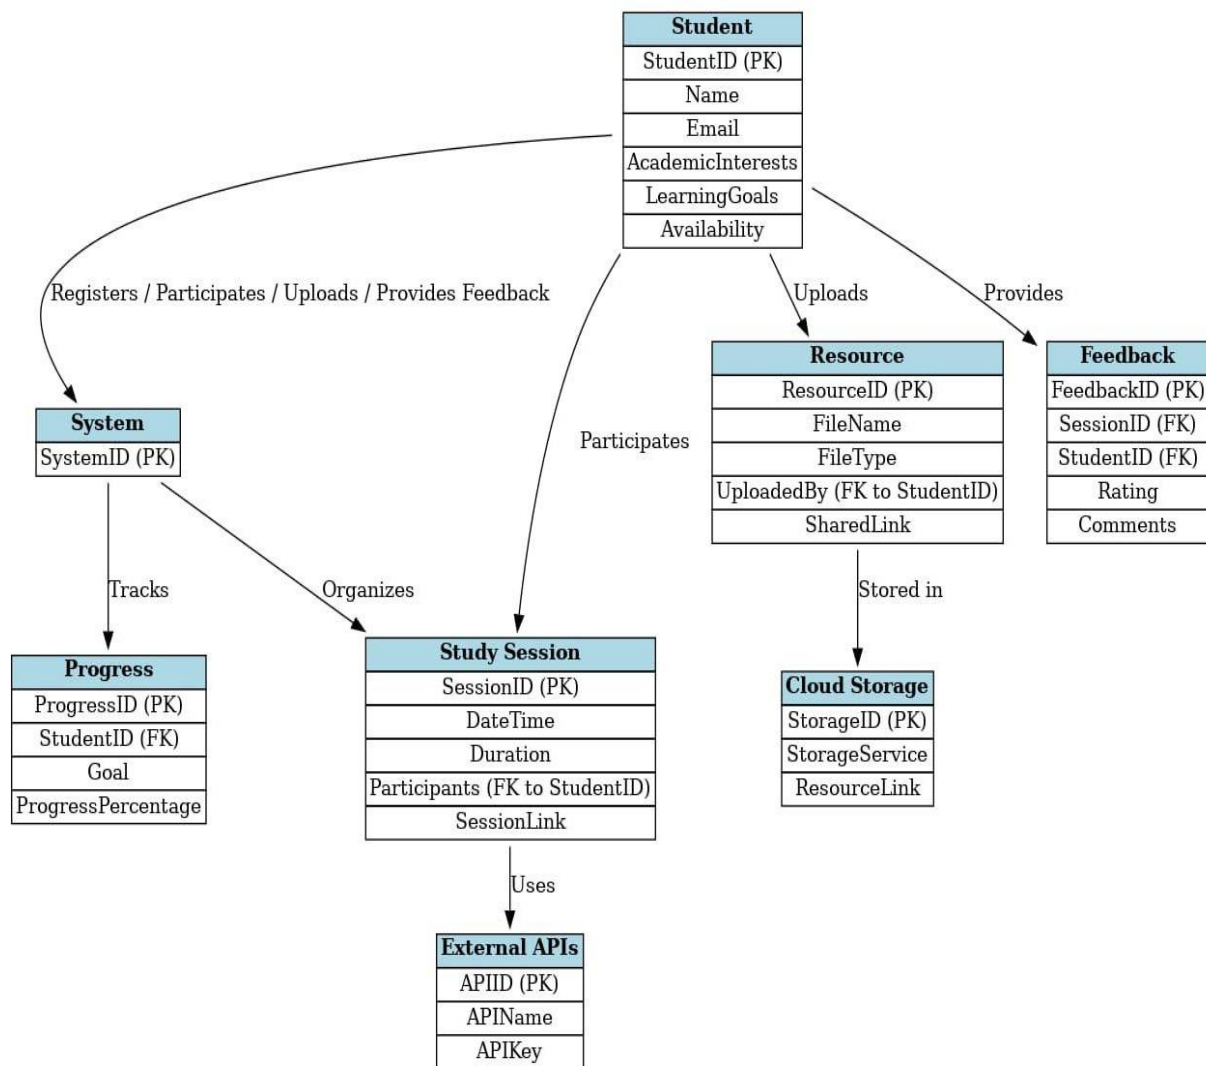 Student
StudentID (PK)
Name
Email
AcademicInterests
LearningGoals
Availability
Registers / Participates / Uploads / Provides Feedback
Uploads
Provides
System
SystemID (PK)
Resource
ResourceID (PK)
FileName
FileType
UploadedBy (FK to StudentID)
SharedLink
Feedback
FeedbackID (PK)
SessionID (FK)
StudentID (FK)
Rating
Comments
Participates
Tracks
Organizes
Stored in
Progress
ProgressID (PK)
StudentID (FK)
Goal
ProgressPercentage
Study Session
SessionID (PK)
DateTime
Duration
Participants (FK to StudentID)
SessionLink
Cloud Storage
StorageID (PK)
StorageService
ResourceLink
Uses
External APIs
APIID (PK)
APIName
APIKey